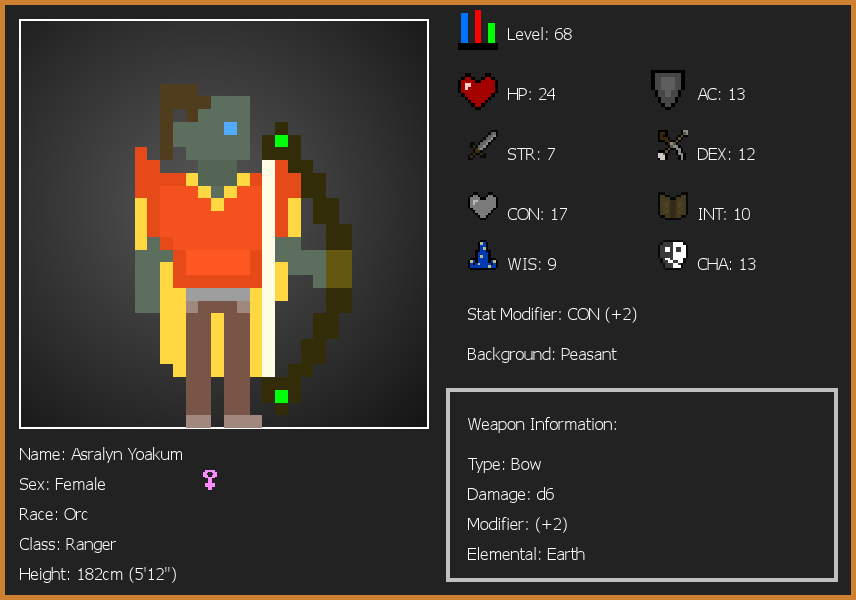 Level: 68
HP: 24
AC: 13
STR: 7
DEX: 12
CON: 17
INT: 10
WIS: 9
CHA: 13
Stat Modifier: CON (+2)
Background: Peasant
Weapon Information:
Type: Bow
Damage: d6
Modifier: (+2)
Elemental: Earth
Name: Asralyn Yoakum
Sex: Female
Race: Orc
Class: Ranger
Height: 182cm (5'12")